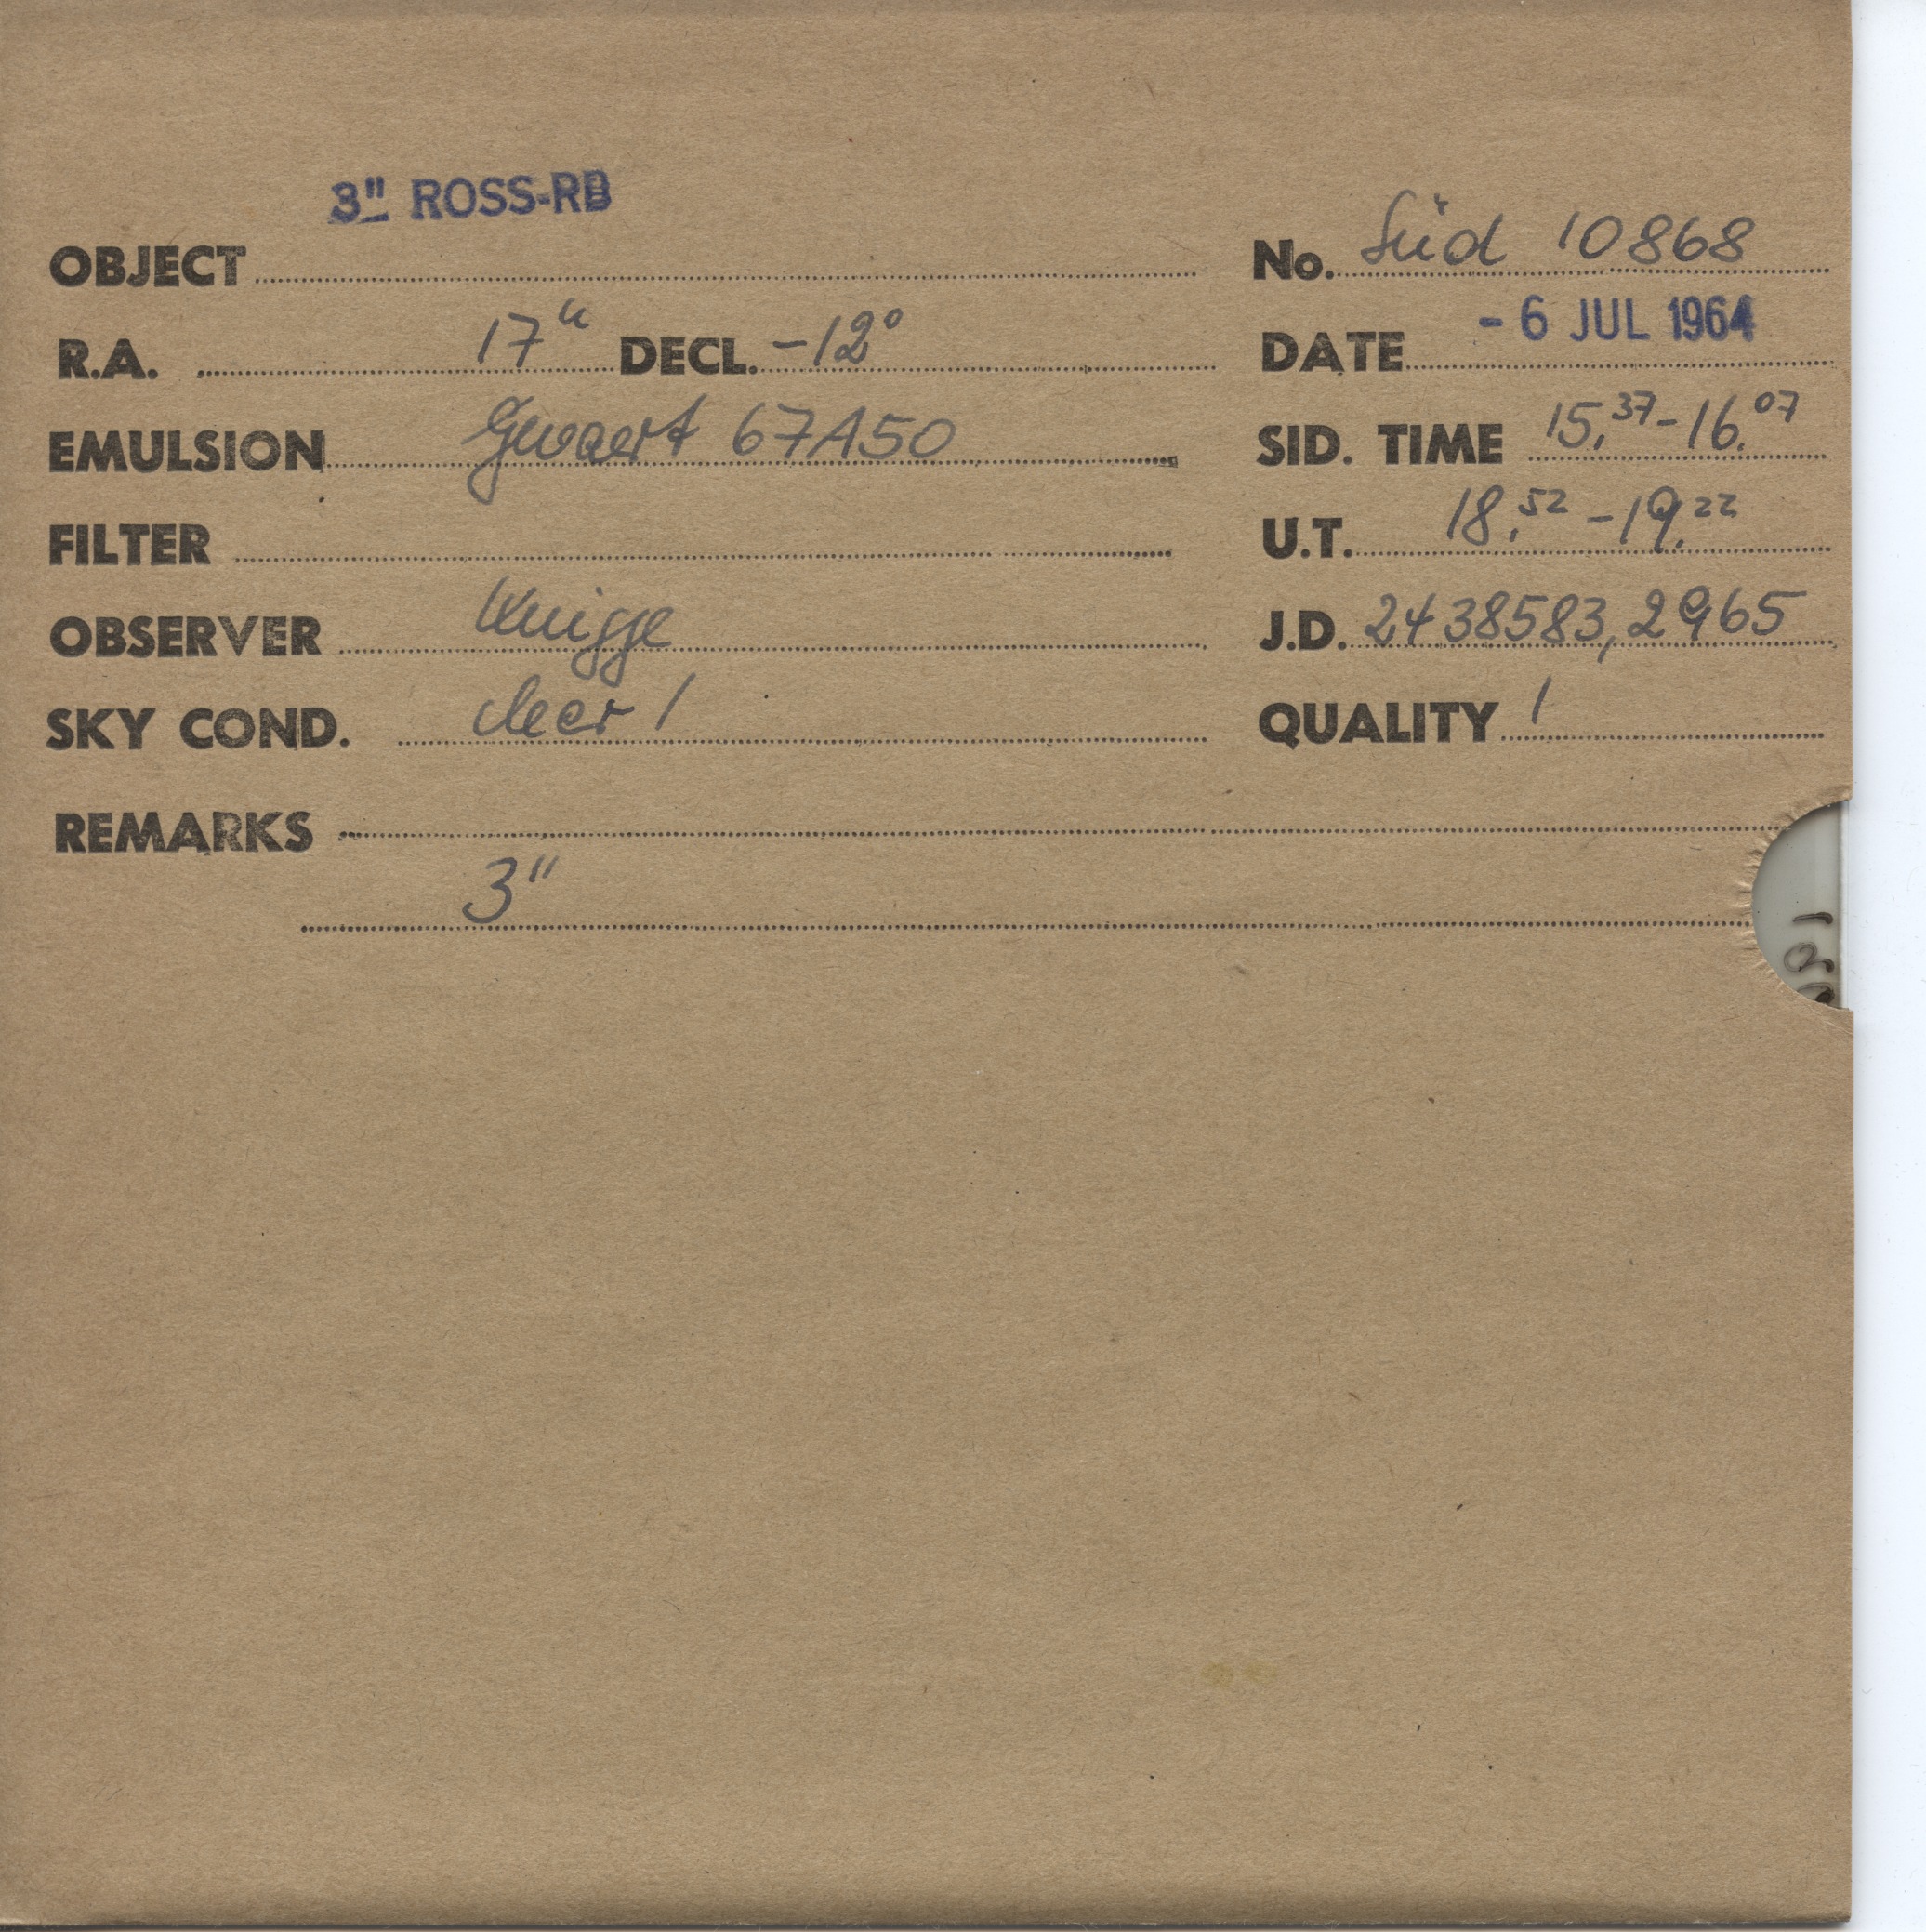 3" ROSS-RB
OBJECT No. Süd 10868
R.A. 17h DECL. -12° DATE - 6 JUL 1964
EMULSION Gevaert 67A50 SID. TIME 15.37-16.07
FILTER U.T. 18.52-19.22
OBSERVER Knigge J.D. 2438583,2965
SKY COND. clear 1 QUALITY 1
REMARKS
3"